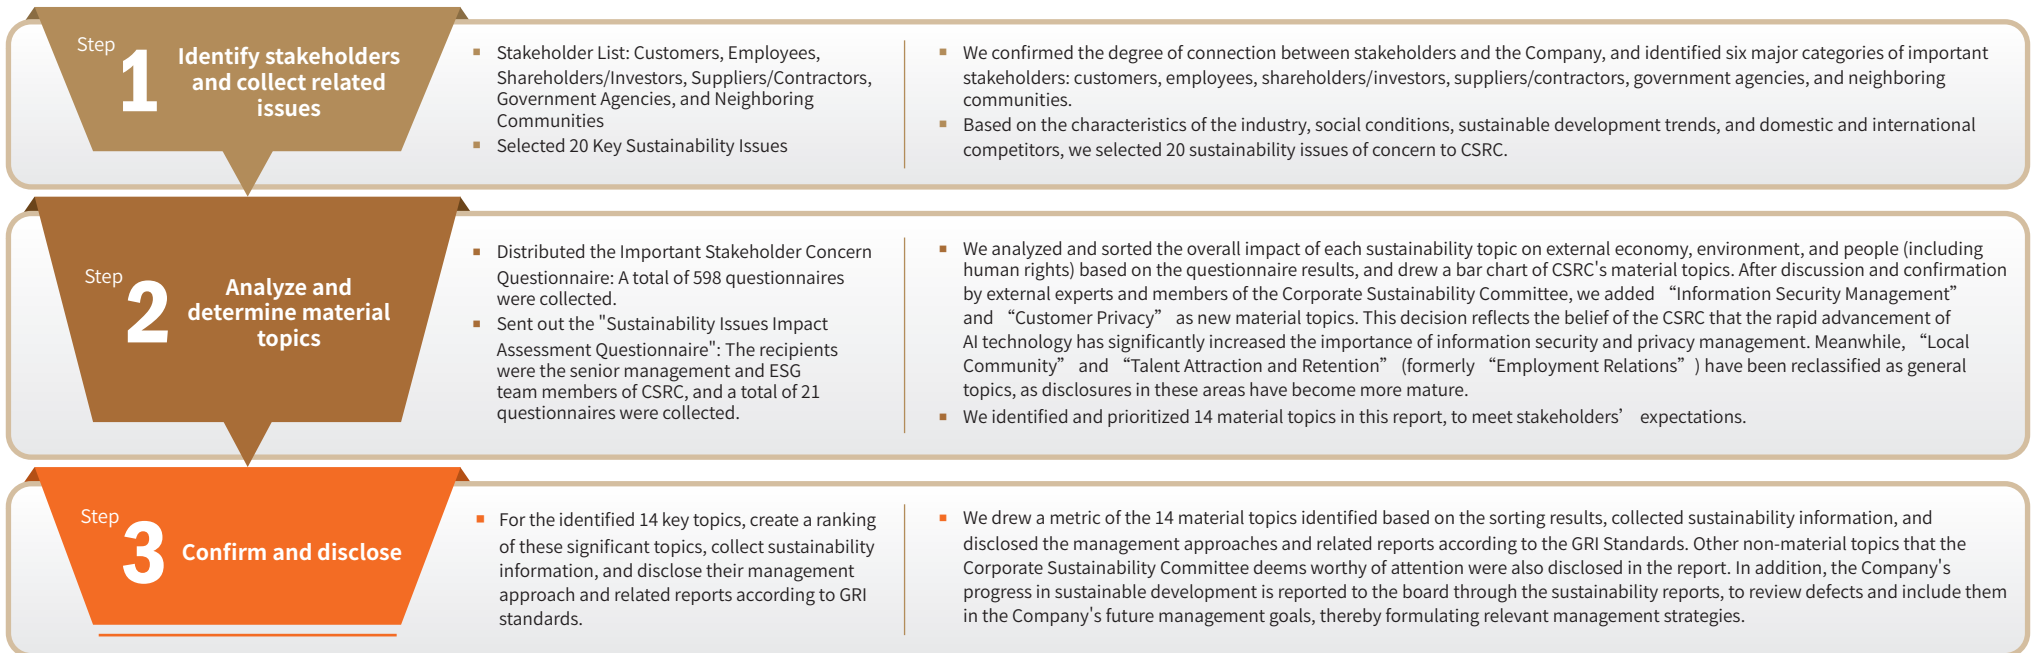 Step
1
Identify stakeholders
and collect related
issues
▪ Stakeholder List: Customers, Employees,
Shareholders/Investors, Suppliers/Contractors,
Government Agencies, and Neighboring
Communities
▪ Selected 20 Key Sustainability Issues
▪ We confirmed the degree of connection between stakeholders and the Company, and identified six major categories of important
stakeholders: customers, employees, shareholders/investors, suppliers/contractors, government agencies, and neighboring
communities.
▪ Based on the characteristics of the industry, social conditions, sustainable development trends, and domestic and international
competitors, we selected 20 sustainability issues of concern to CSRC.
Step
2
Analyze and
determine material
topics
▪ Distributed the Important Stakeholder Concern
Questionnaire: A total of 598 questionnaires
were collected.
▪ Sent out the "Sustainability Issues Impact
Assessment Questionnaire": The recipients
were the senior management and ESG
team members of CSRC, and a total of 21
questionnaires were collected.
▪ We analyzed and sorted the overall impact of each sustainability topic on external economy, environment, and people (including
human rights) based on the questionnaire results, and drew a bar chart of CSRC's material topics. After discussion and confirmation
by external experts and members of the Corporate Sustainability Committee, we added “Information Security Management”
and “Customer Privacy” as new material topics. This decision reflects the belief of the CSRC that the rapid advancement of
AI technology has significantly increased the importance of information security and privacy management. Meanwhile, “Local
Community” and “Talent Attraction and Retention” (formerly “Employment Relations”) have been reclassified as general
topics, as disclosures in these areas have become more mature.
▪ We identified and prioritized 14 material topics in this report, to meet stakeholders’ expectations.
Step
3
Confirm and disclose
▪ For the identified 14 key topics, create a ranking
of these significant topics, collect sustainability
information, and disclose their management
approach and related reports according to GRI
standards.
▪ We drew a metric of the 14 material topics identified based on the sorting results, collected sustainability information, and
disclosed the management approaches and related reports according to the GRI Standards. Other non-material topics that the
Corporate Sustainability Committee deems worthy of attention were also disclosed in the report. In addition, the Company's
progress in sustainable development is reported to the board through the sustainability reports, to review defects and include them
in the Company's future management goals, thereby formulating relevant management strategies.